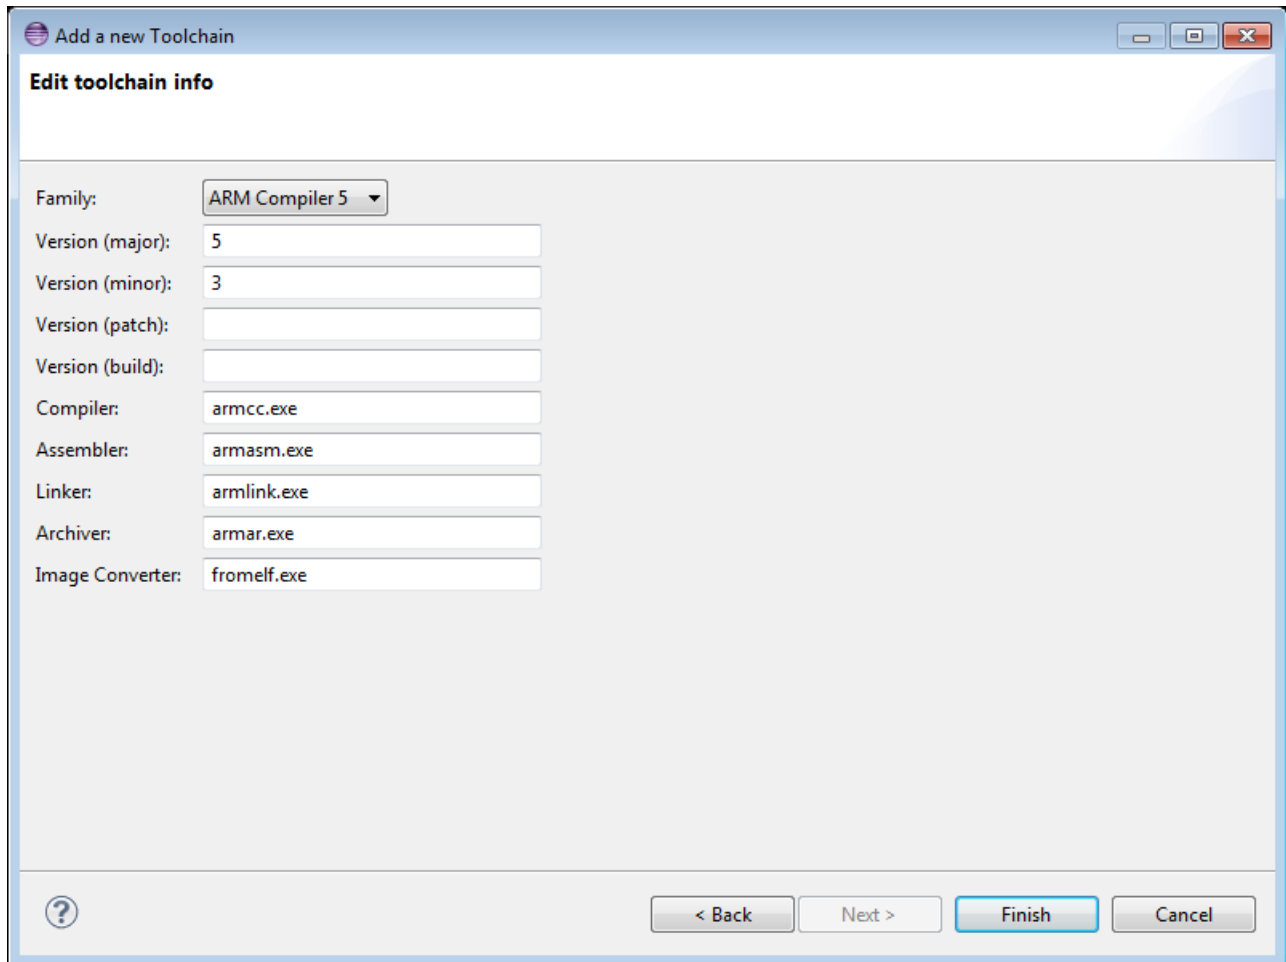 Add a new Toolchain
Edit toolchain info
Family: ARM Compiler 5
Version (major): 5
Version (minor): 3
Version (patch):
Version (build):
Compiler: armcc.exe
Assembler: armasm.exe
Linker: armlink.exe
Archiver: armar.exe
Image Converter: fromelf.exe
? < Back Next > Finish Cancel